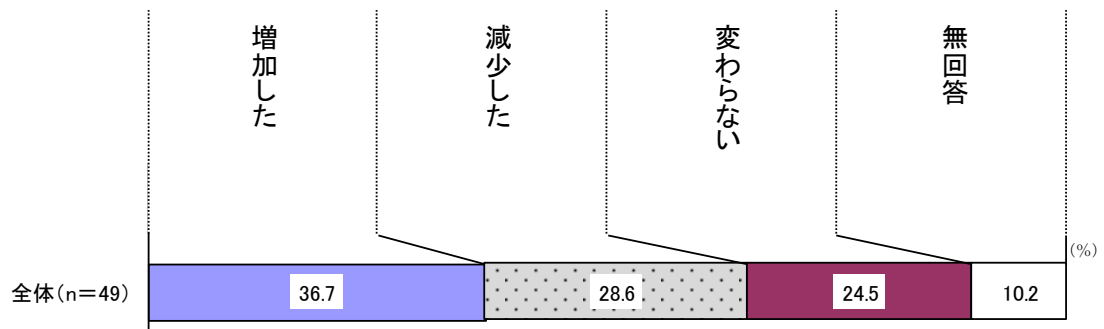 増加した
減少した
変わらない
無回答
(%)
全体(n＝49)
36.7
28.6
24.5
10.2